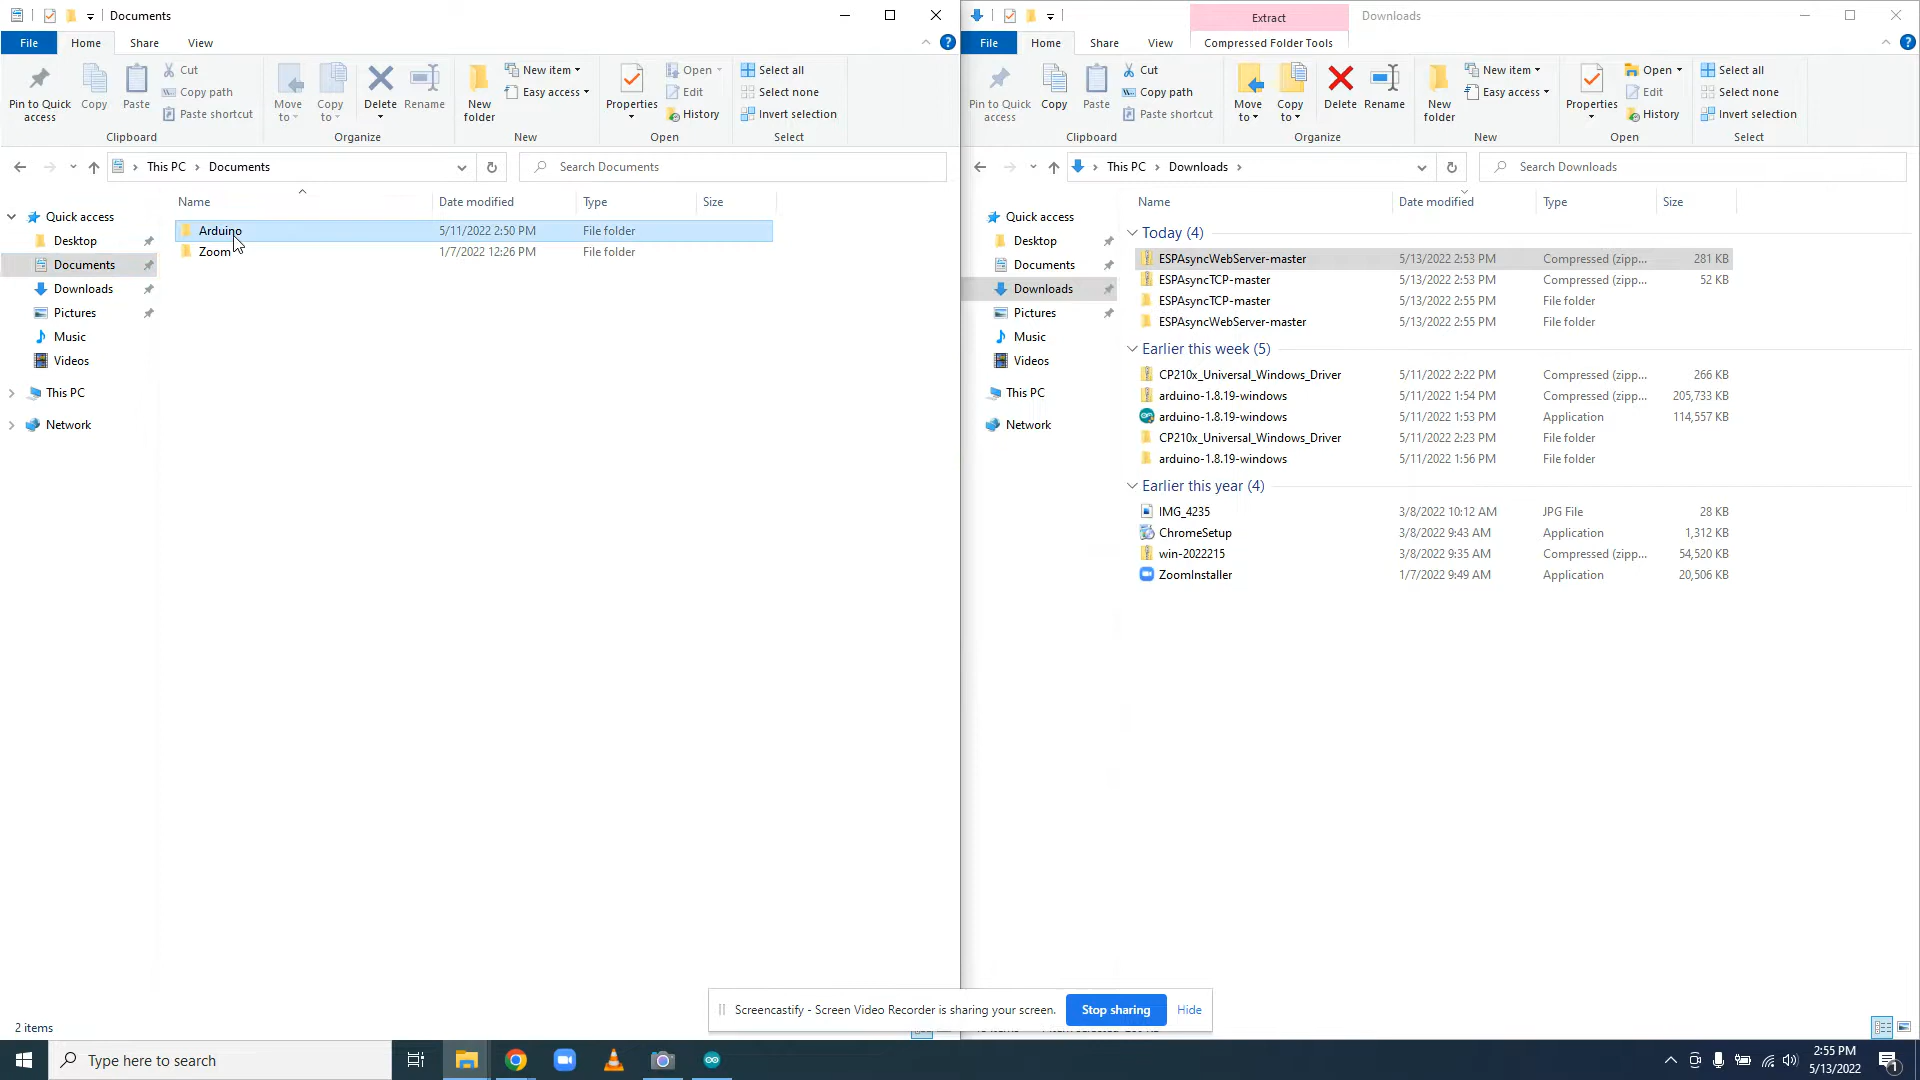 Documents
File Home Share View
Pin to Quick access
Copy
Paste
Cut
Copy path
Paste shortcut
Clipboard
Move to
Copy to
Delete
Rename
Organize
New folder
New item
Easy access
New
Properties
Open
Edit
History
Open
Select all
Select none
Invert selection
Select
This PC > Documents
Search Documents
Name Date modified Type Size
Quick access
Desktop
Documents
Downloads
Pictures
Music
Videos
This PC
Network
Arduino 5/11/2022 2:50 PM File folder
Zoom 1/7/2022 12:26 PM File folder
2 items
Extract
Downloads
File Home Share View Compressed Folder Tools
Pin to Quick access
Copy
Paste
Cut
Copy path
Paste shortcut
Clipboard
Move to
Copy to
Delete
Rename
Organize
New folder
New item
Easy access
New
Properties
Open
Edit
History
Open
Select all
Select none
Invert selection
Select
This PC > Downloads >
Search Downloads
Name Date modified Type Size
Quick access
Desktop
Documents
Downloads
Pictures
Music
Videos
This PC
Network
Today (4)
ESPAsyncWebServer-master 5/13/2022 2:53 PM Compressed (zipp... 281 KB
ESPAsyncTCP-master 5/13/2022 2:53 PM Compressed (zipp... 52 KB
ESPAsyncTCP-master 5/13/2022 2:55 PM File folder
ESPAsyncWebServer-master 5/13/2022 2:55 PM File folder
Earlier this week (5)
CP210x_Universal_Windows_Driver 5/11/2022 2:22 PM Compressed (zipp... 266 KB
arduino-1.8.19-windows 5/11/2022 1:54 PM Compressed (zipp... 205,733 KB
arduino-1.8.19-windows 5/11/2022 1:53 PM Application 114,557 KB
CP210x_Universal_Windows_Driver 5/11/2022 2:23 PM File folder
arduino-1.8.19-windows 5/11/2022 1:56 PM File folder
Earlier this year (4)
IMG_4235 3/8/2022 10:12 AM JPG File 28 KB
ChromeSetup 3/8/2022 9:43 AM Application 1,312 KB
win-2022215 3/8/2022 9:35 AM Compressed (zipp... 54,520 KB
ZoomInstaller 1/7/2022 9:49 AM Application 20,506 KB
Screencastify - Screen Video Recorder is sharing your screen. Stop sharing Hide
Type here to search
2:55 PM
5/13/2022
1